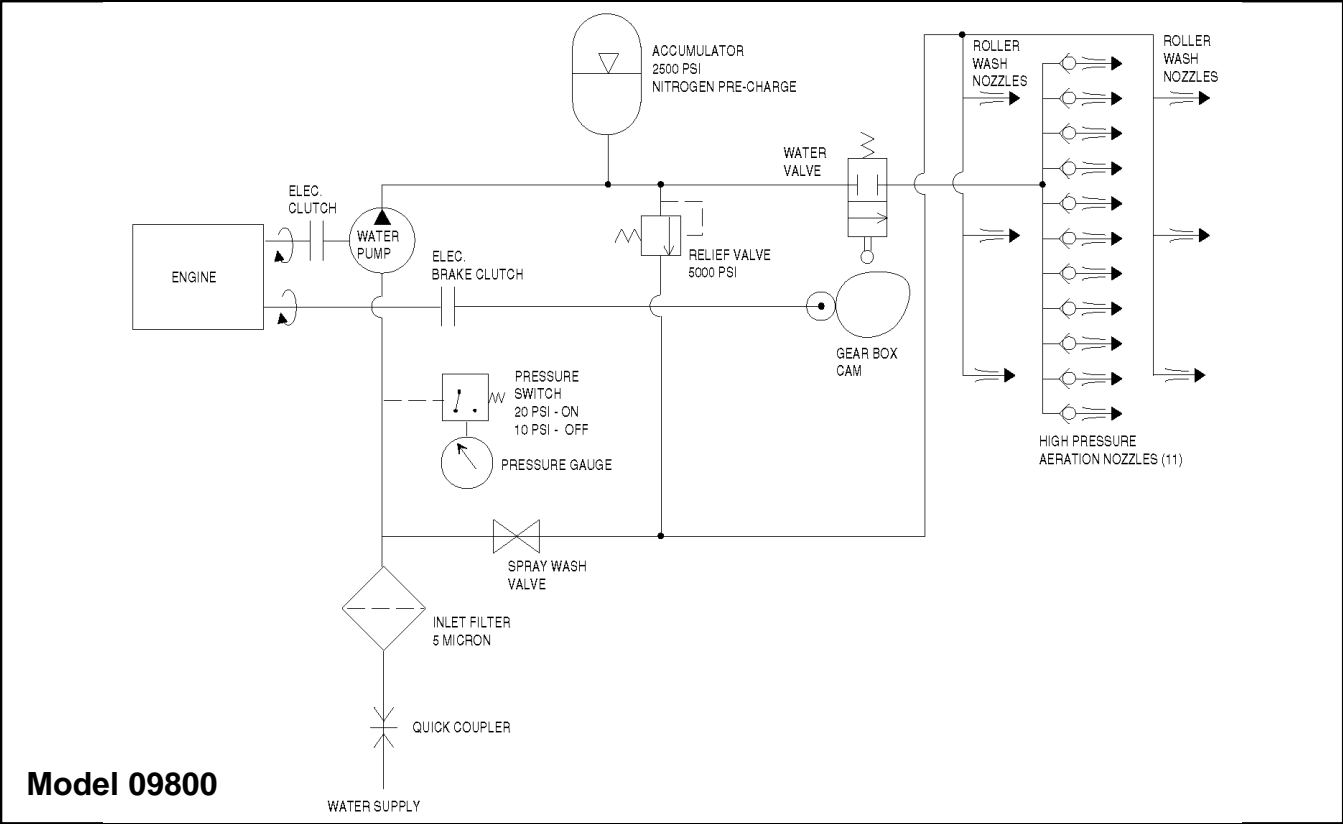 ACCUMULATOR
2500 PSI
NITROGEN PRE-CHARGE
ROLLER
WASH
NOZZLES
ROLLER
WASH
NOZZLES
WATER
VALVE
ELEC.
CLUTCH
WATER
PUMP
ENGINE
ELEC.
BRAKE CLUTCH
RELIEF VALVE
5000 PSI
GEAR BOX
CAM
PRESSURE
SWITCH
20 PSI - ON
10 PSI - OFF
PRESSURE GAUGE
HIGH PRESSURE
AERATION NOZZLES (11)
SPRAY WASH
VALVE
INLET FILTER
5 MICRON
QUICK COUPLER
Model 09800
WATER SUPPLY